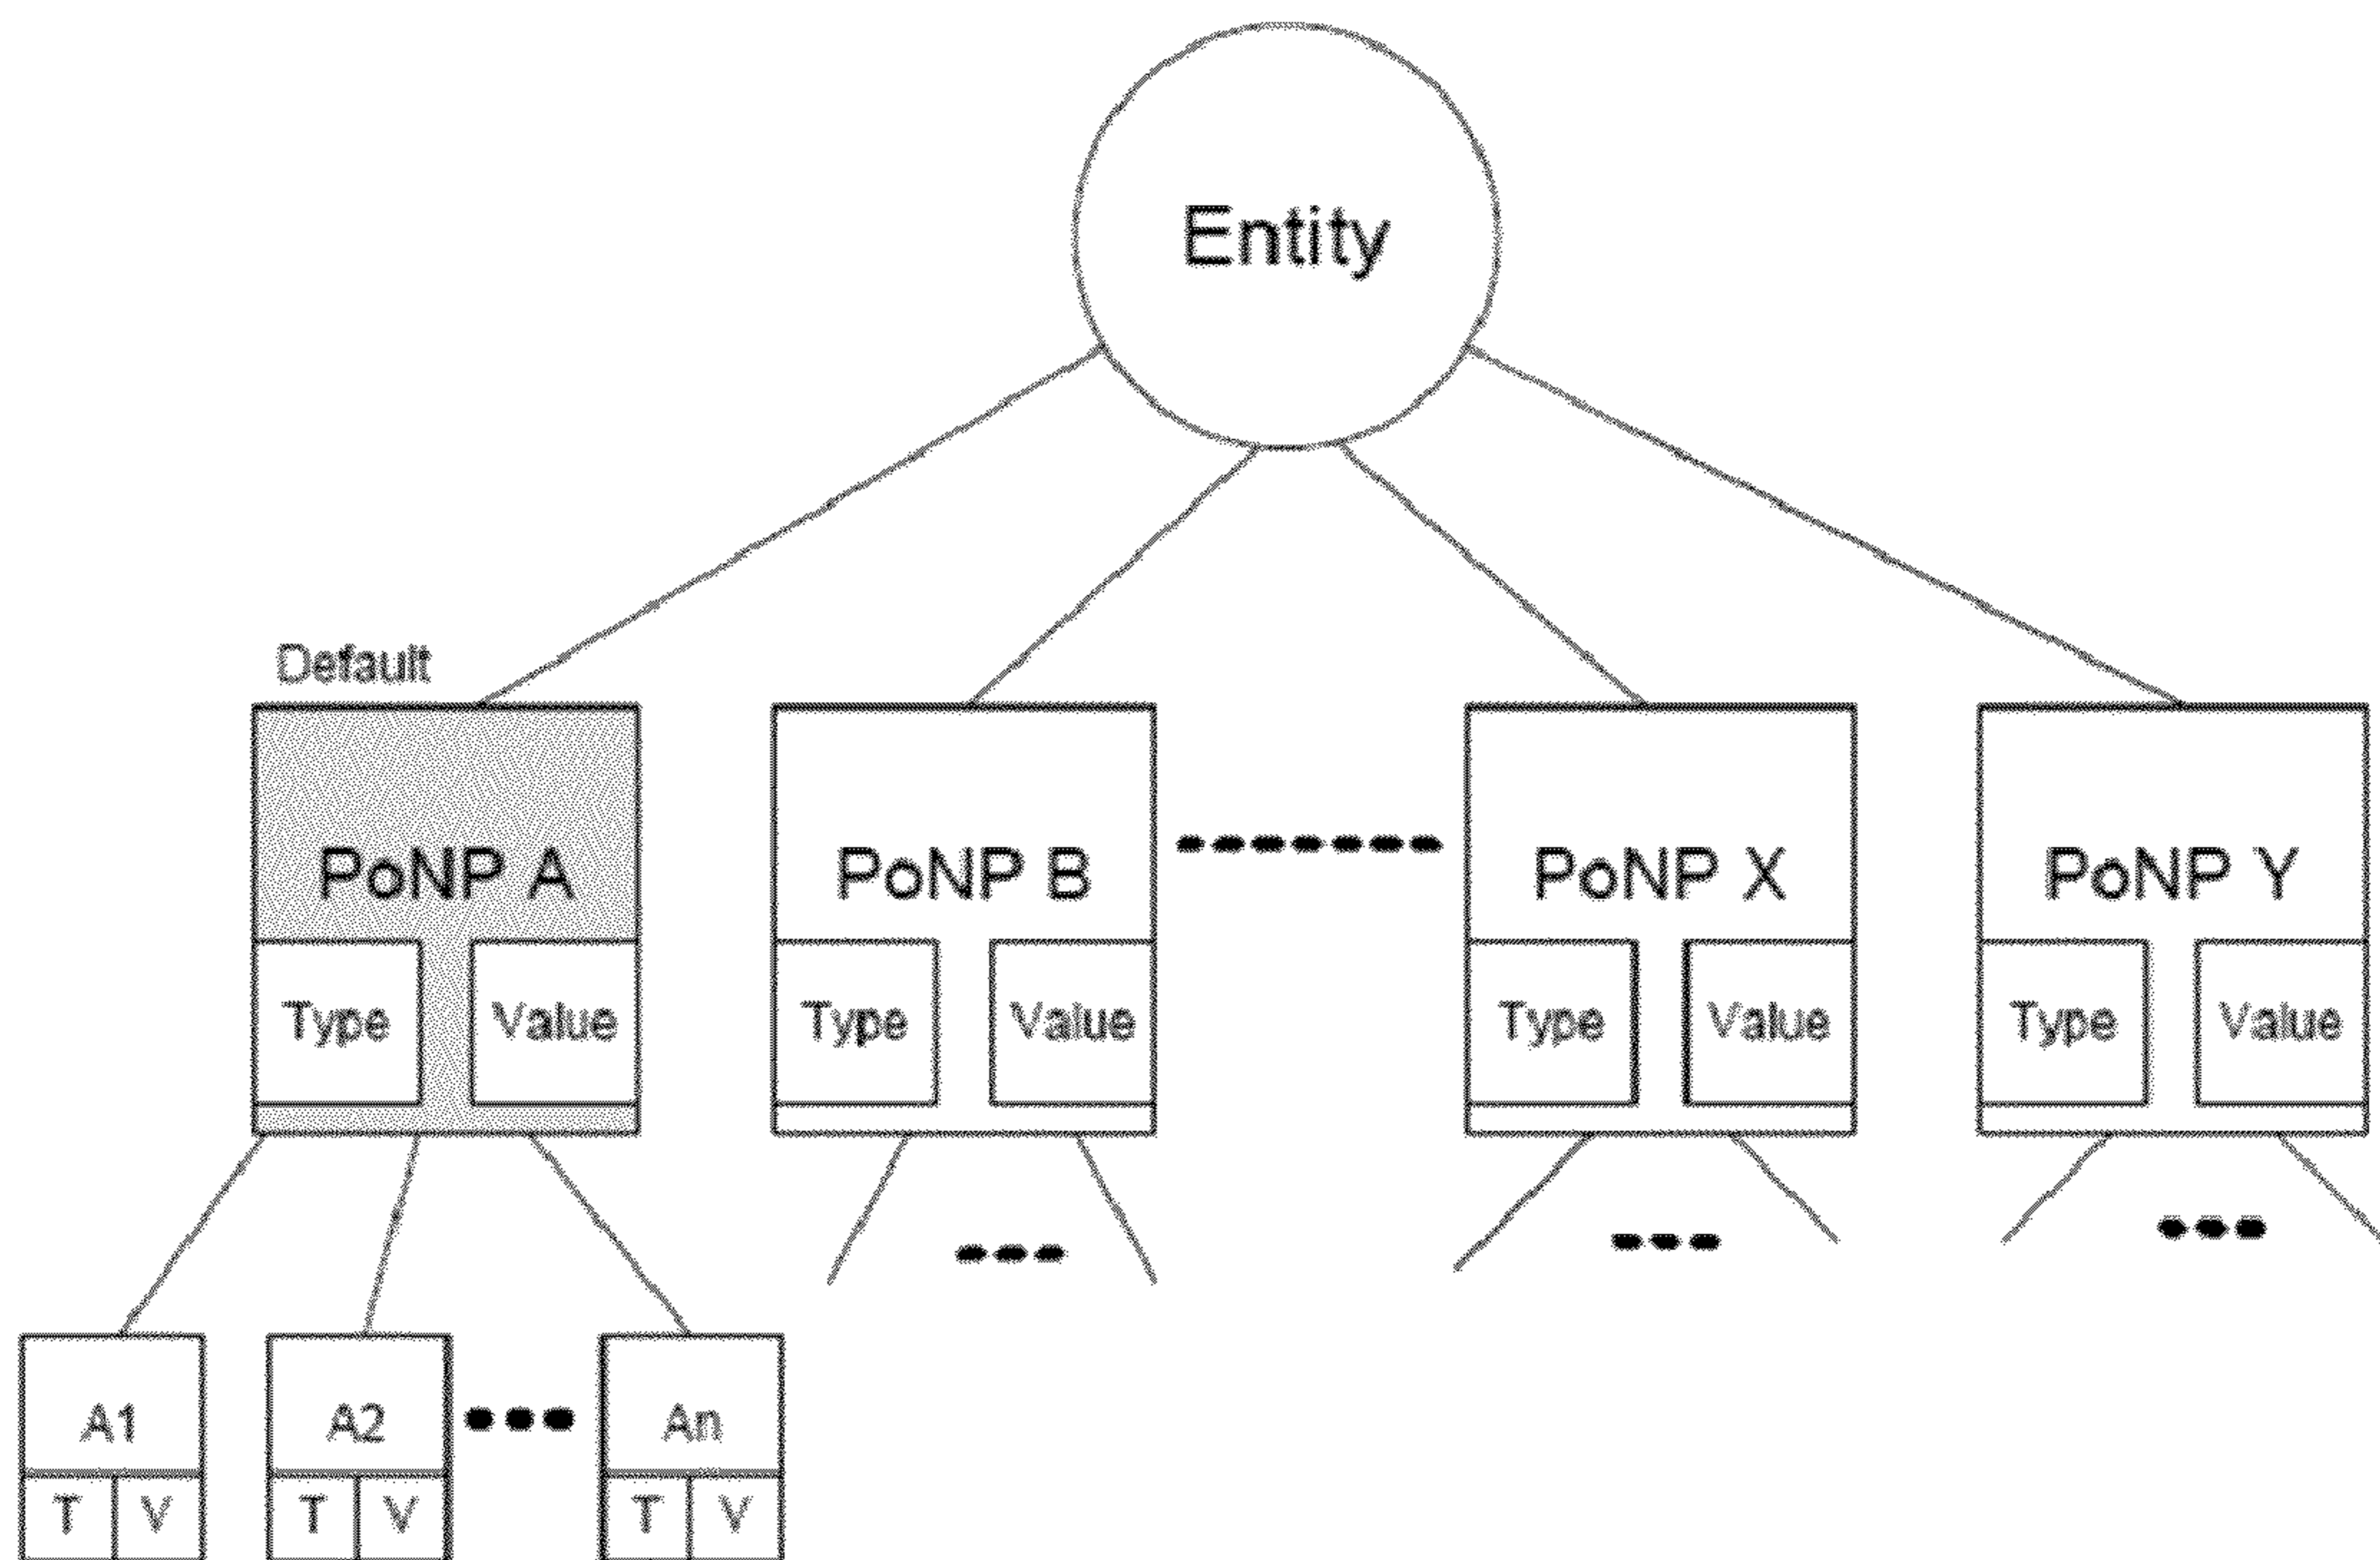 Entity
Default
PoNP A
PoNP B
PoNP X
PoNP Y
Type Value
Type Value
Type Value
Type Value
A1
A2
An
T V
T V
T V